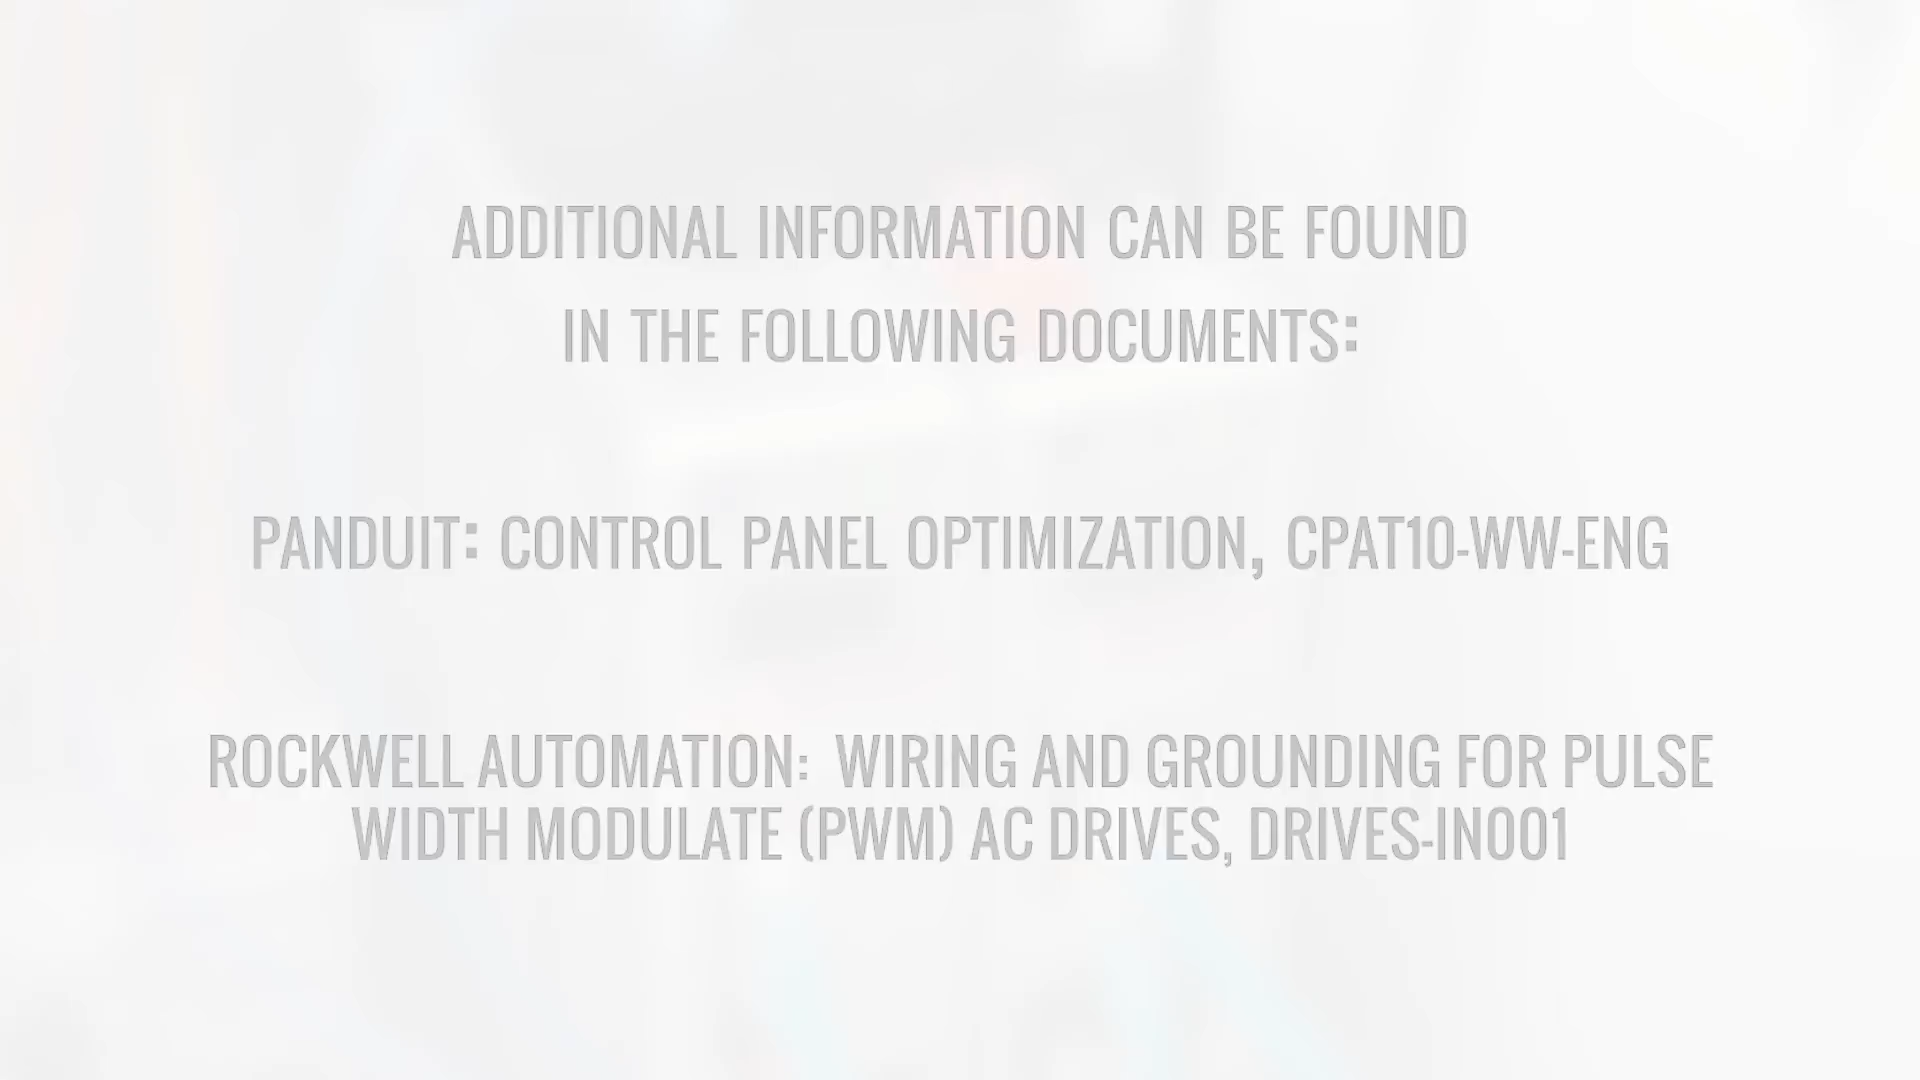 ADDITIONAL INFORMATION CAN BE FOUND
IN THE FOLLOWING DOCUMENTS:
PANDUIT: CONTROL PANEL OPTIMIZATION, CPAT10-WW-ENG
ROCKWELL AUTOMATION: WIRING AND GROUNDING FOR PULSE
WIDTH MODULATE (PWM) AC DRIVES, DRIVES-IN001